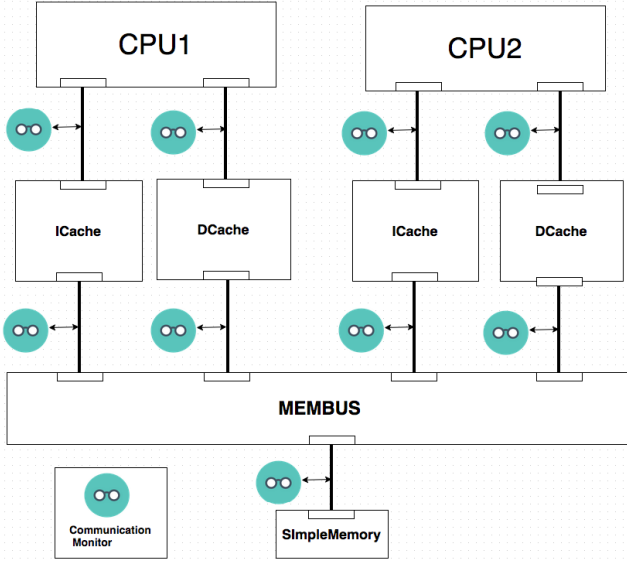 CPU1
CPU2
ICache
DCache
ICache
DCache
MEMBUS
Communication
Monitor
SImpleMemory